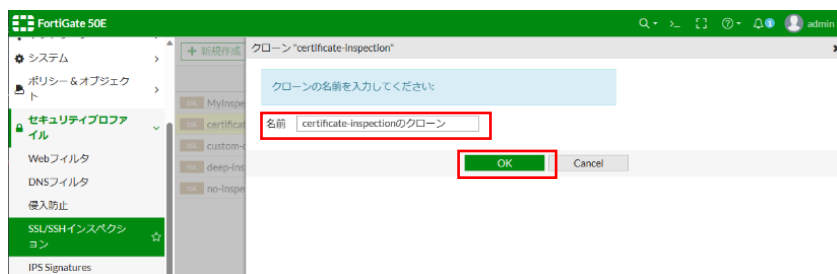 FortiGate 50E
admin
システム
ポリシー＆オブジェク
ト
セキュリティプロファ
イル
Webフィルタ
DNSフィルタ
侵入防止
SSL/SSHインスペクシ
ョン
IPS Signatures
新規作成
MyInspe
certificat
custom-d
deep-ins
no-inspe
クローン "certificate-inspection"
クローンの名前を入力してください:
名前 certificate-inspectionのクローン
OK Cancel